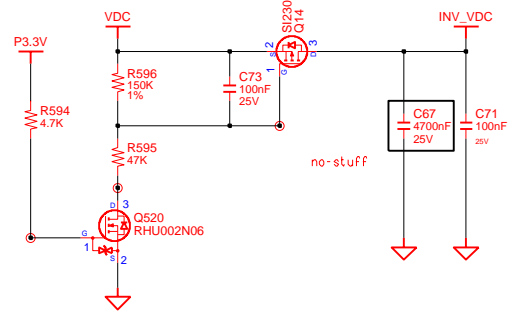 VDC
INV_VDC
P3.3V
SI230
Q14
2
S
D
3
1
G
R596
150K
1%
C73
100nF
25V
R594
4.7K
C67
4700nF
25V
C71
100nF
25V
R595
47K
no-stuff
D
3
Q520
RHU002N06
G
1
S
2